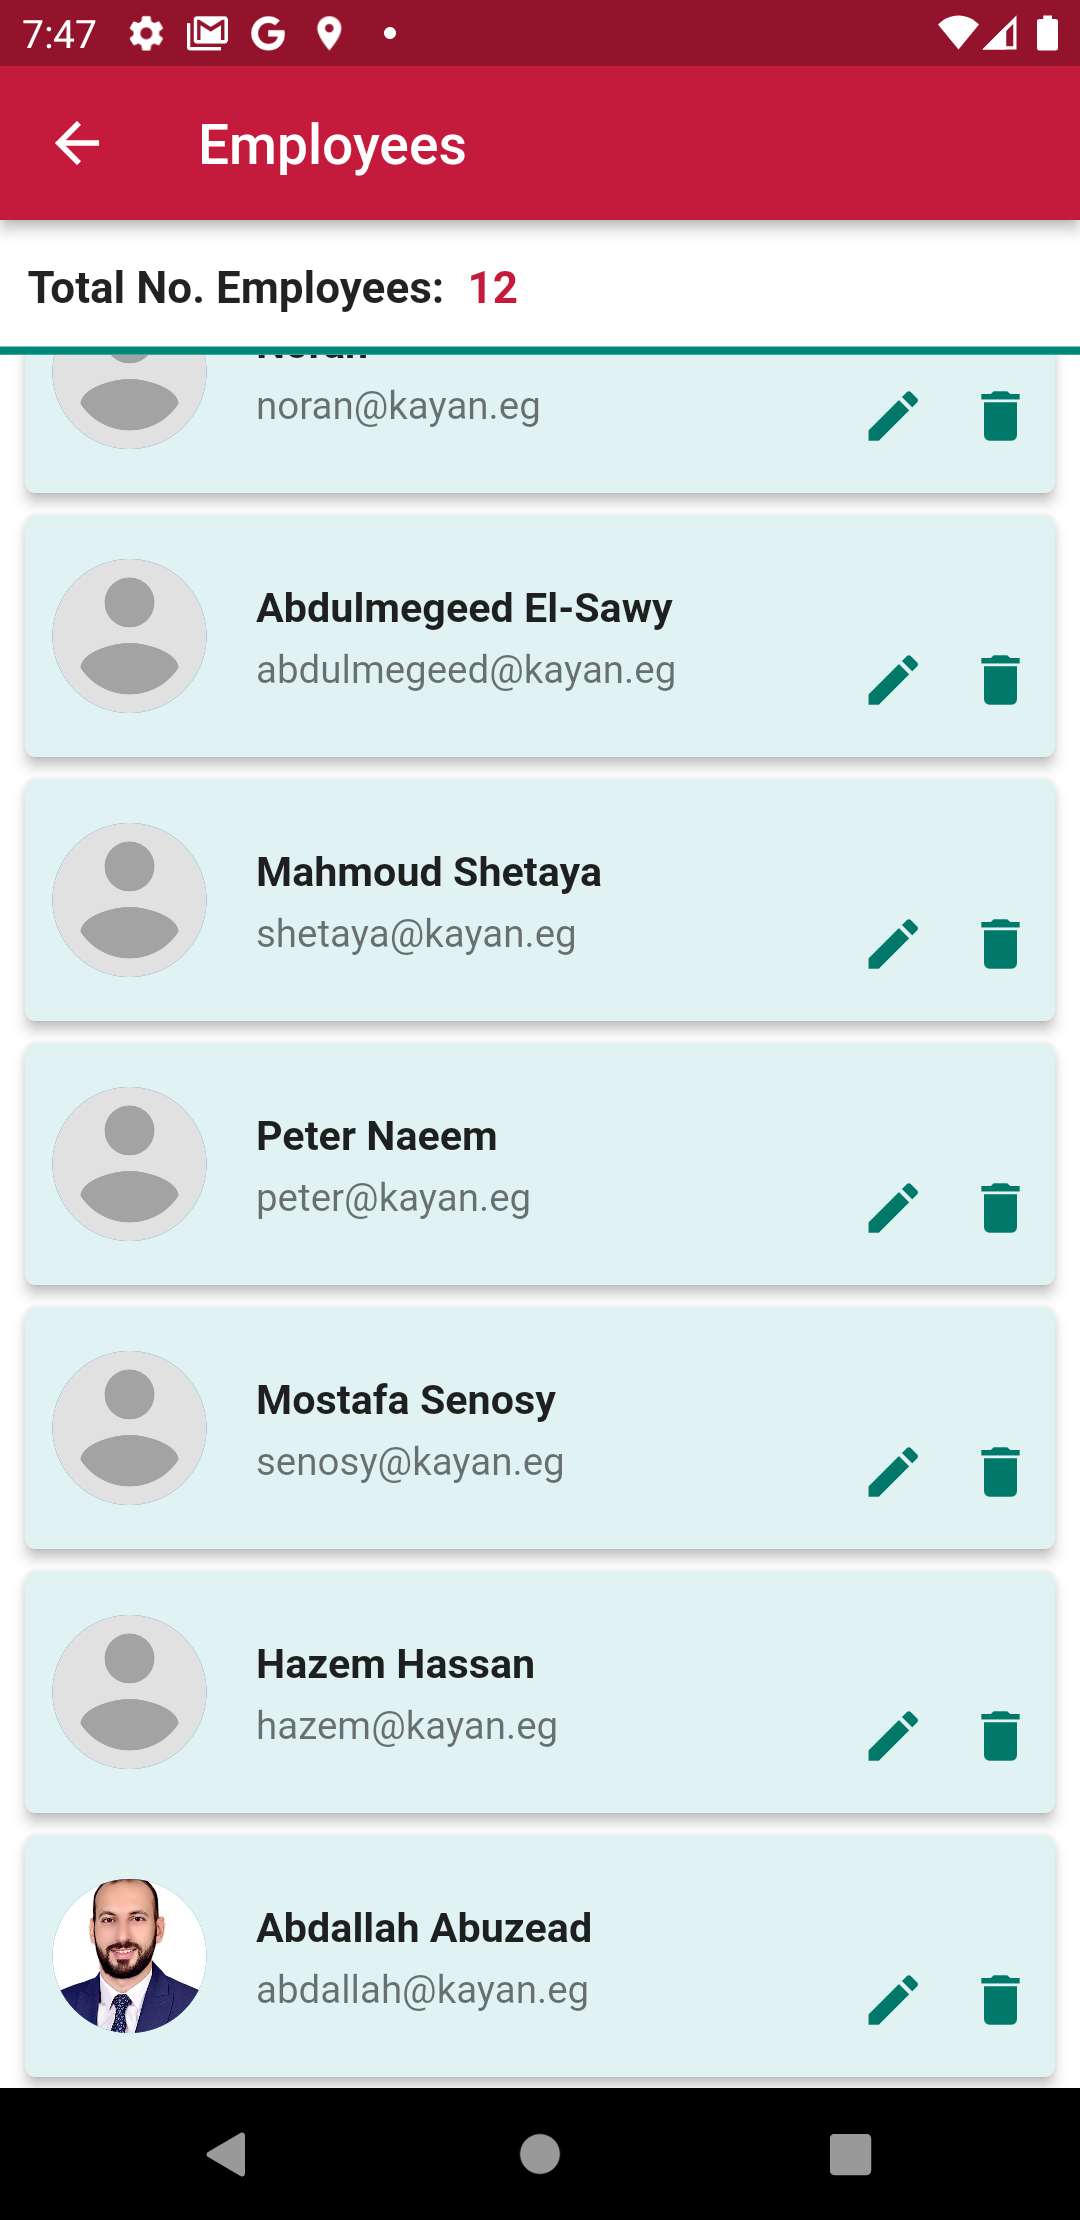 7:47
Employees
Total No. Employees: 12
Noran
noran@kayan.eg
Abdulmegeed El-Sawy
abdulmegeed@kayan.eg
Mahmoud Shetaya
shetaya@kayan.eg
Peter Naeem
peter@kayan.eg
Mostafa Senosy
senosy@kayan.eg
Hazem Hassan
hazem@kayan.eg
Abdallah Abuzead
abdallah@kayan.eg